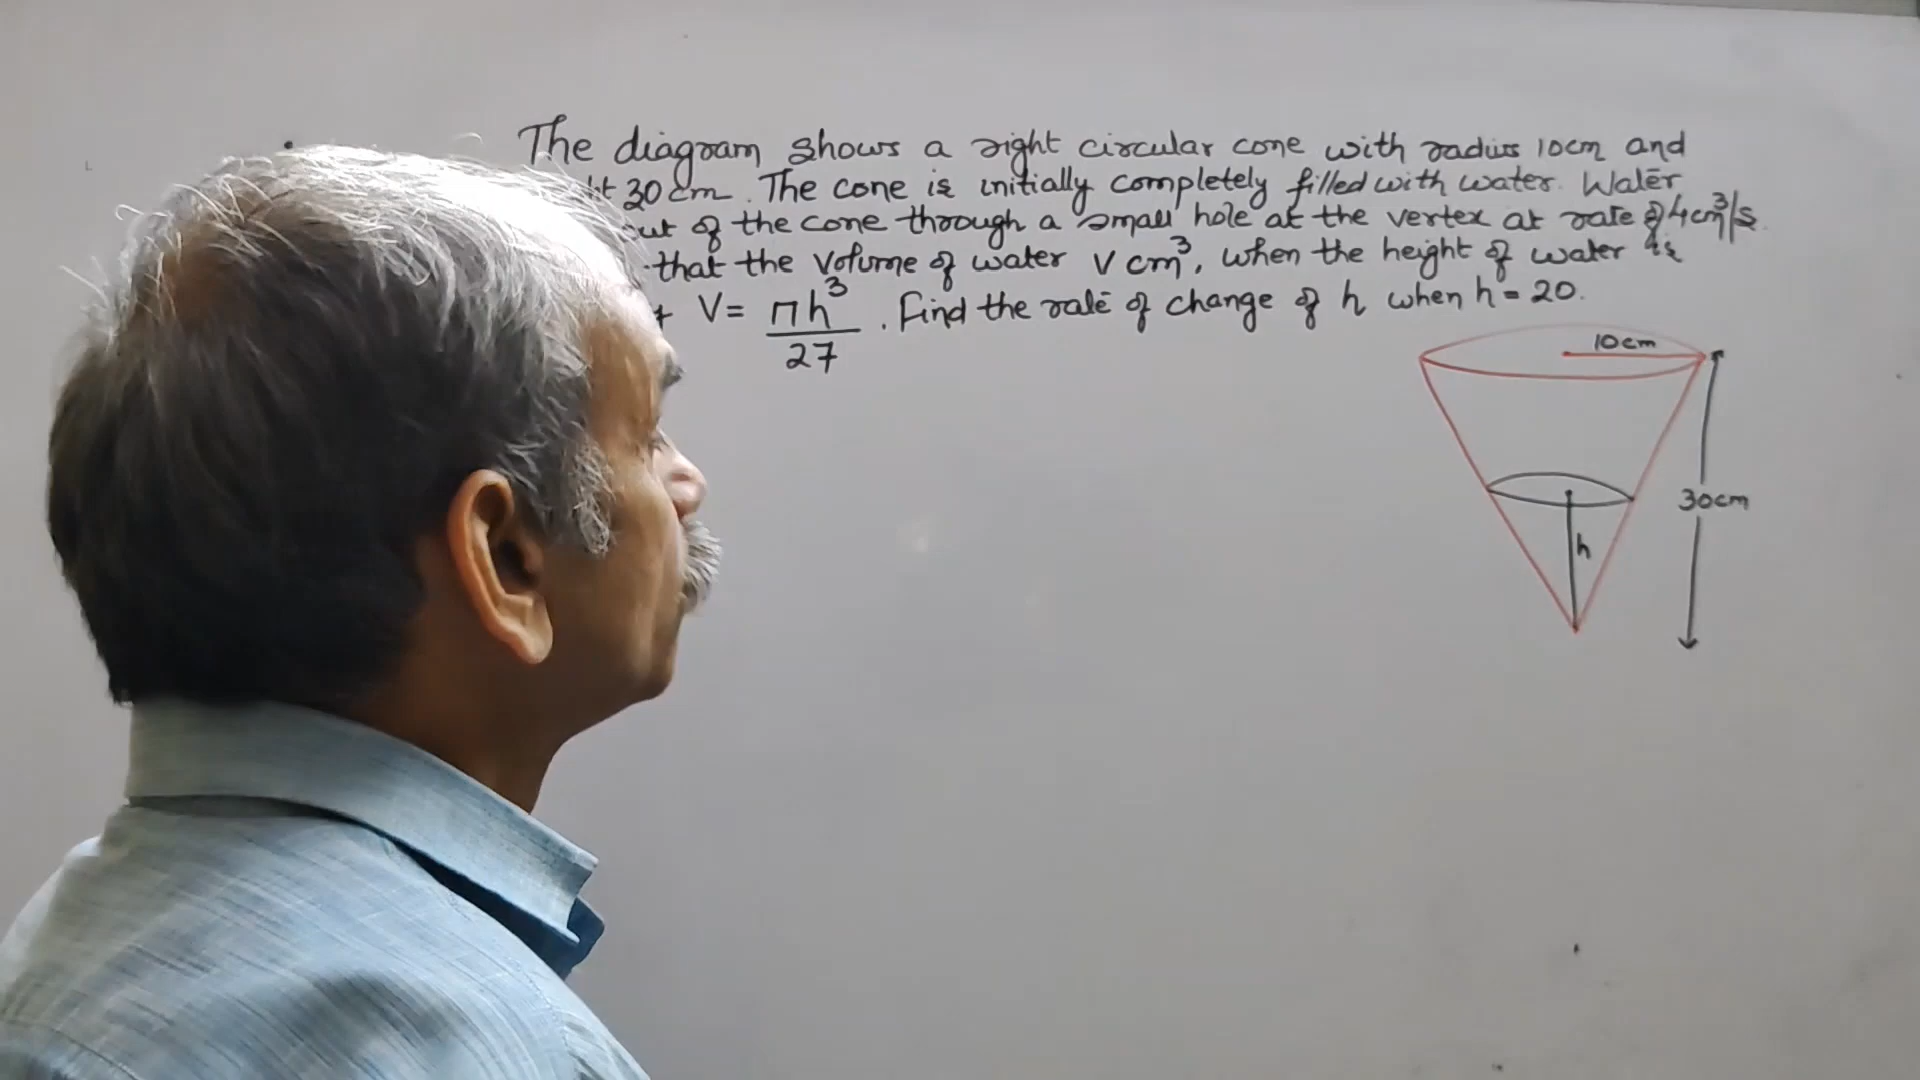 The diagram shows a right circular cone with radius 10cm and
30 cm. The cone is initially completely filled with water. Water
of the cone through a small hole at the vertex at rate of 4cm³/s.
that the volume of water V cm³, when the height of water is
V = πh³/27. Find the rate of change of h when h = 20.
10cm
30cm
h